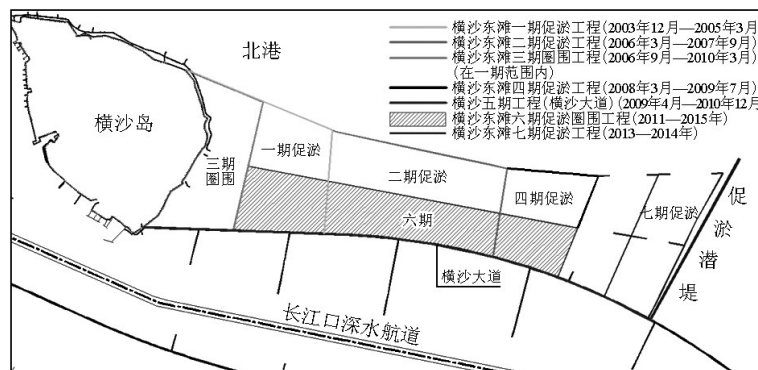 横沙东滩一期促淤工程(2003年12月—2005年3月
横沙东滩二期促淤工程(2006年3月—2007年9月)
横沙东滩三期圈围工程(2006年9月—2010年3月)
(在一期范围内)
横沙东滩四期促淤工程(2008年3月—2009年7月)
横沙五期工程(横沙大道)(2009年4月—2010年12月
横沙东滩六期促淤圈围工程(2011—2015年)
横沙东滩七期促淤工程(2013—2014年)
北港
横沙岛
三期
圈围
一期促淤
二期促淤
四期促淤
六期
七期促淤
促淤潜堤
横沙大道
长江口深水航道